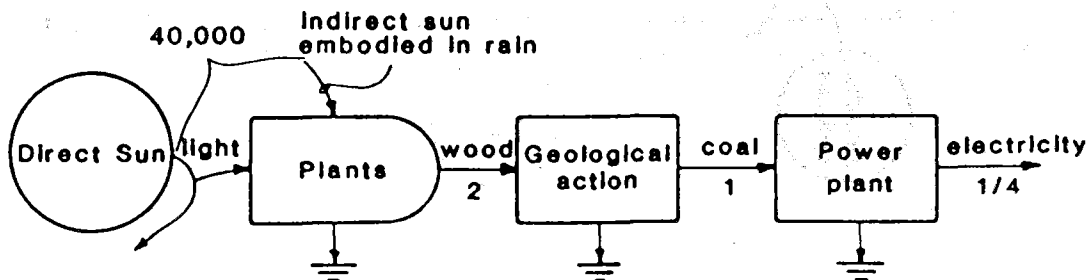 40,000
Indirect sun
embodied in rain
Direct Sun
light
Plants
wood
2
Geological
action
coal
1
Power
plant
electricity
1/4